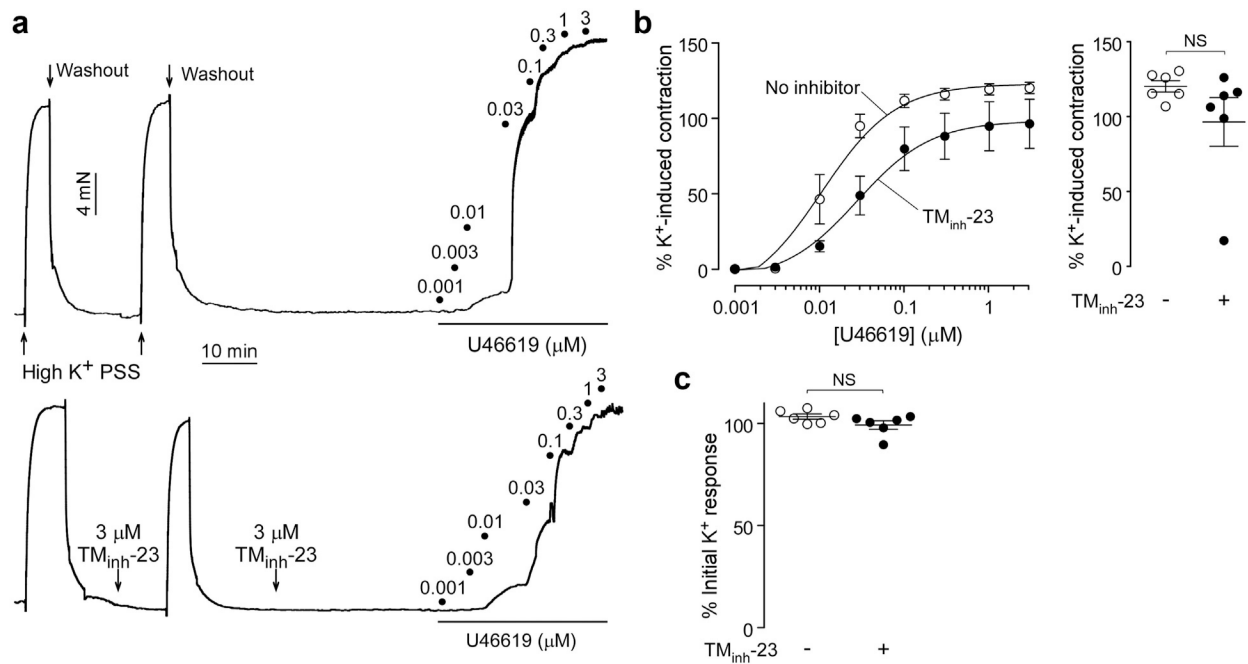 a
Washout
Washout
4 mN
0.001
0.003
0.01
0.03
0.1
0.3
1
3
10 min
U46619 (μM)
High K+ PSS
3 μM
TMinh-23
3 μM
TMinh-23
0.001
0.003
0.01
0.03
0.1
0.3
1
3
U46619 (μM)
b
% K+-induced contraction
150
100
50
0
No inhibitor
TMinh-23
0.001
0.01
0.1
1
[U46619] (μM)
% K+-induced contraction
150
100
50
0
NS
TMinh-23
-
+
c
% Initial K+ response
100
50
0
NS
TMinh-23
-
+